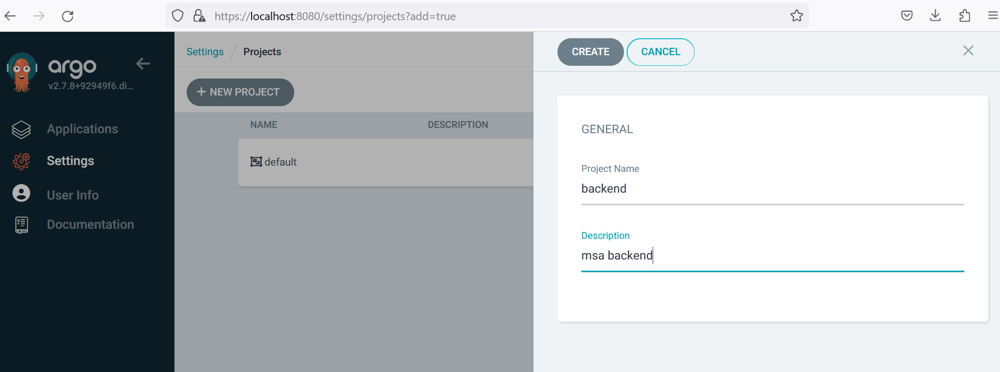 https://localhost:8080/settings/projects?add=true
argo
v2.7.8+92949f6.di...
Applications
Settings
User Info
Documentation
Settings / Projects
+ NEW PROJECT
NAME DESCRIPTION
default
CREATE CANCEL
GENERAL
Project Name
backend
Description
msa backend